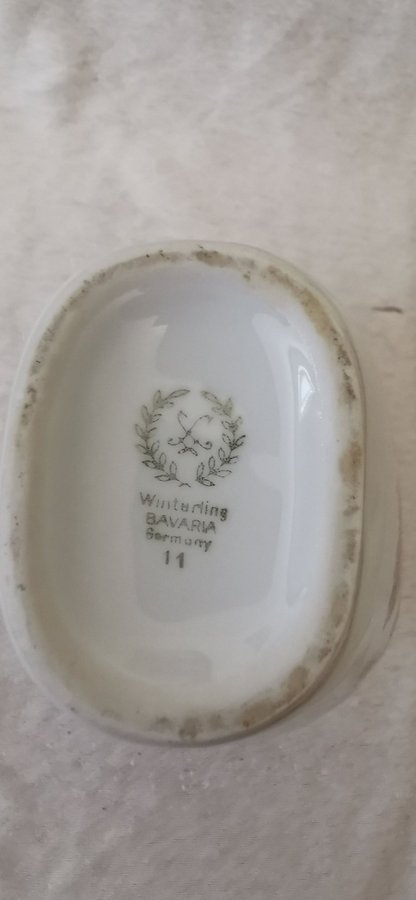 Winterling
BAVARIA
Germany
11